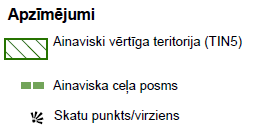 Apzīmējumi
Ainaviski vērtīga teritorija (TIN5)
Ainaviska ceļa posms
Skatu punkts/virziens